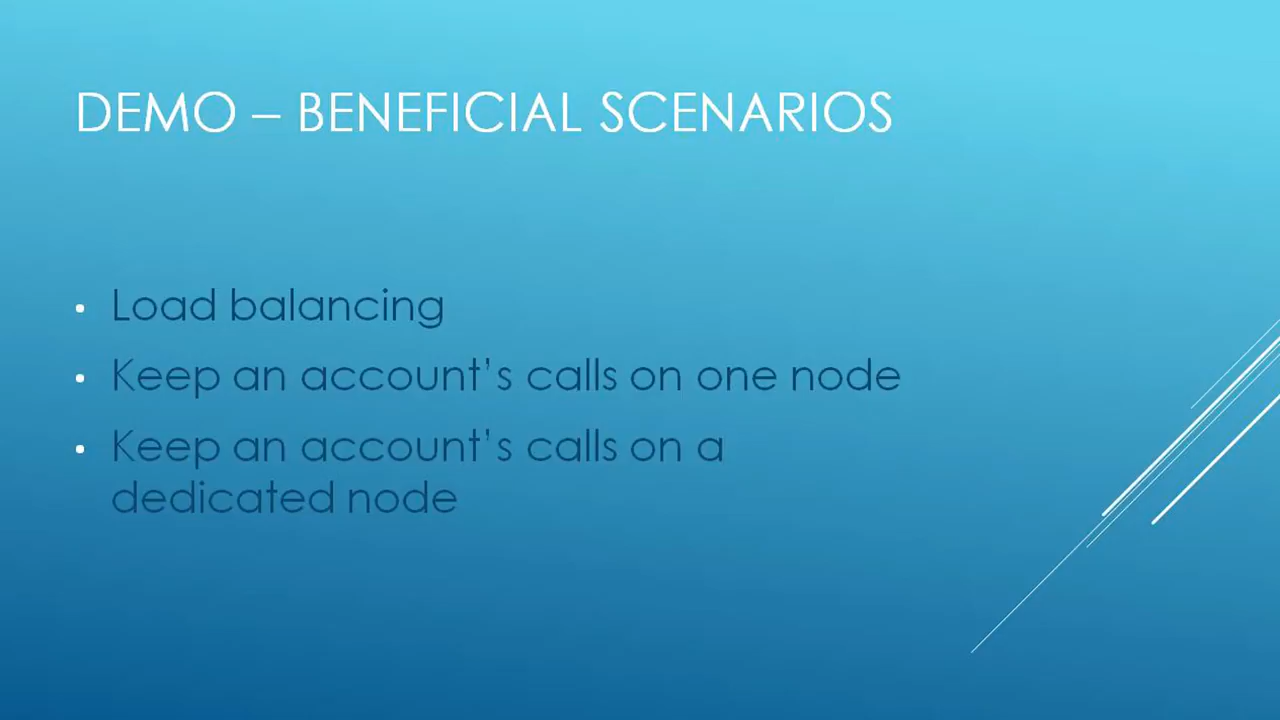 DEMO – BENEFICIAL SCENARIOS
• Load balancing
• Keep an account's calls on one node
• Keep an account's calls on a
dedicated node